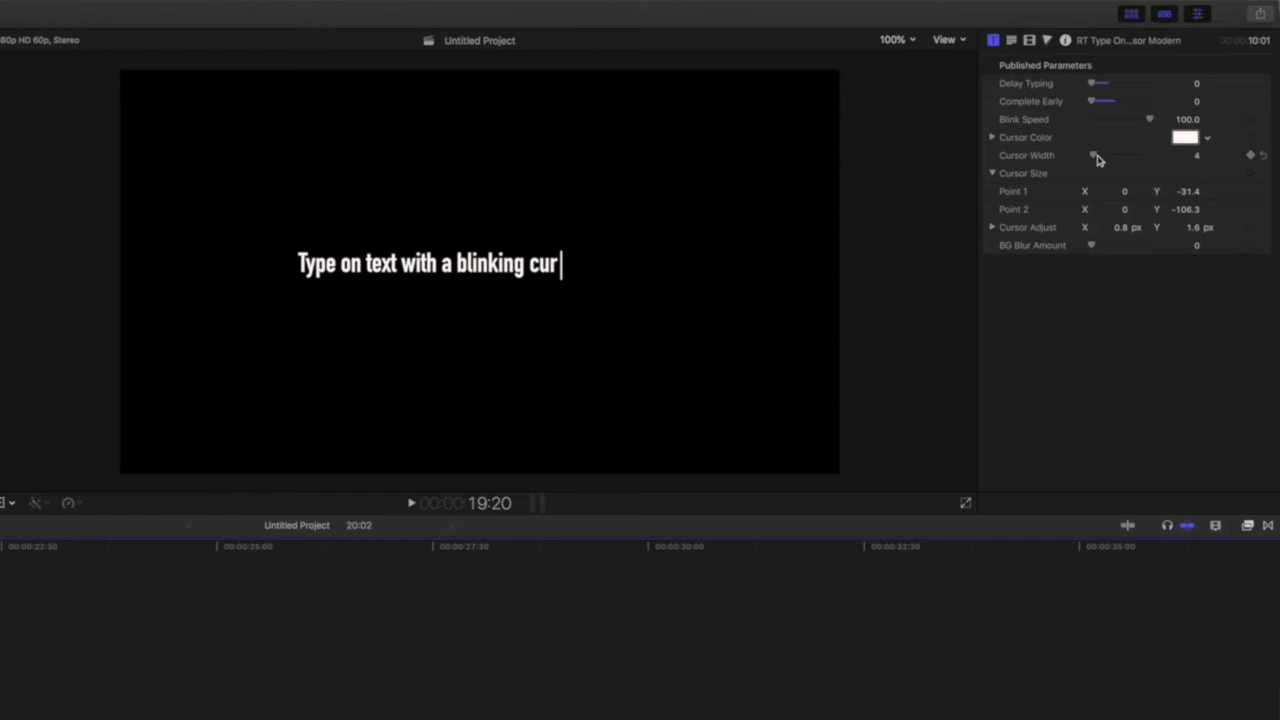 80p HD 60p, Stereo
Untitled Project
100%
View
RT Type On...sor Modern
00:00:10:01
Published Parameters
Delay Typing 0
Complete Early 0
Blink Speed 100.0
Cursor Color
Cursor Width 4
Cursor Size
Point 1 X 0 Y -31.4
Point 2 X 0 Y -106.3
Cursor Adjust X 0.8 px Y 1.6 px
BG Blur Amount 0
Type on text with a blinking cur
00:00:19:20
Untitled Project 20:02
00:00:22:30 00:00:25:00 00:00:27:30 00:00:30:00 00:00:32:30 00:00:35:00